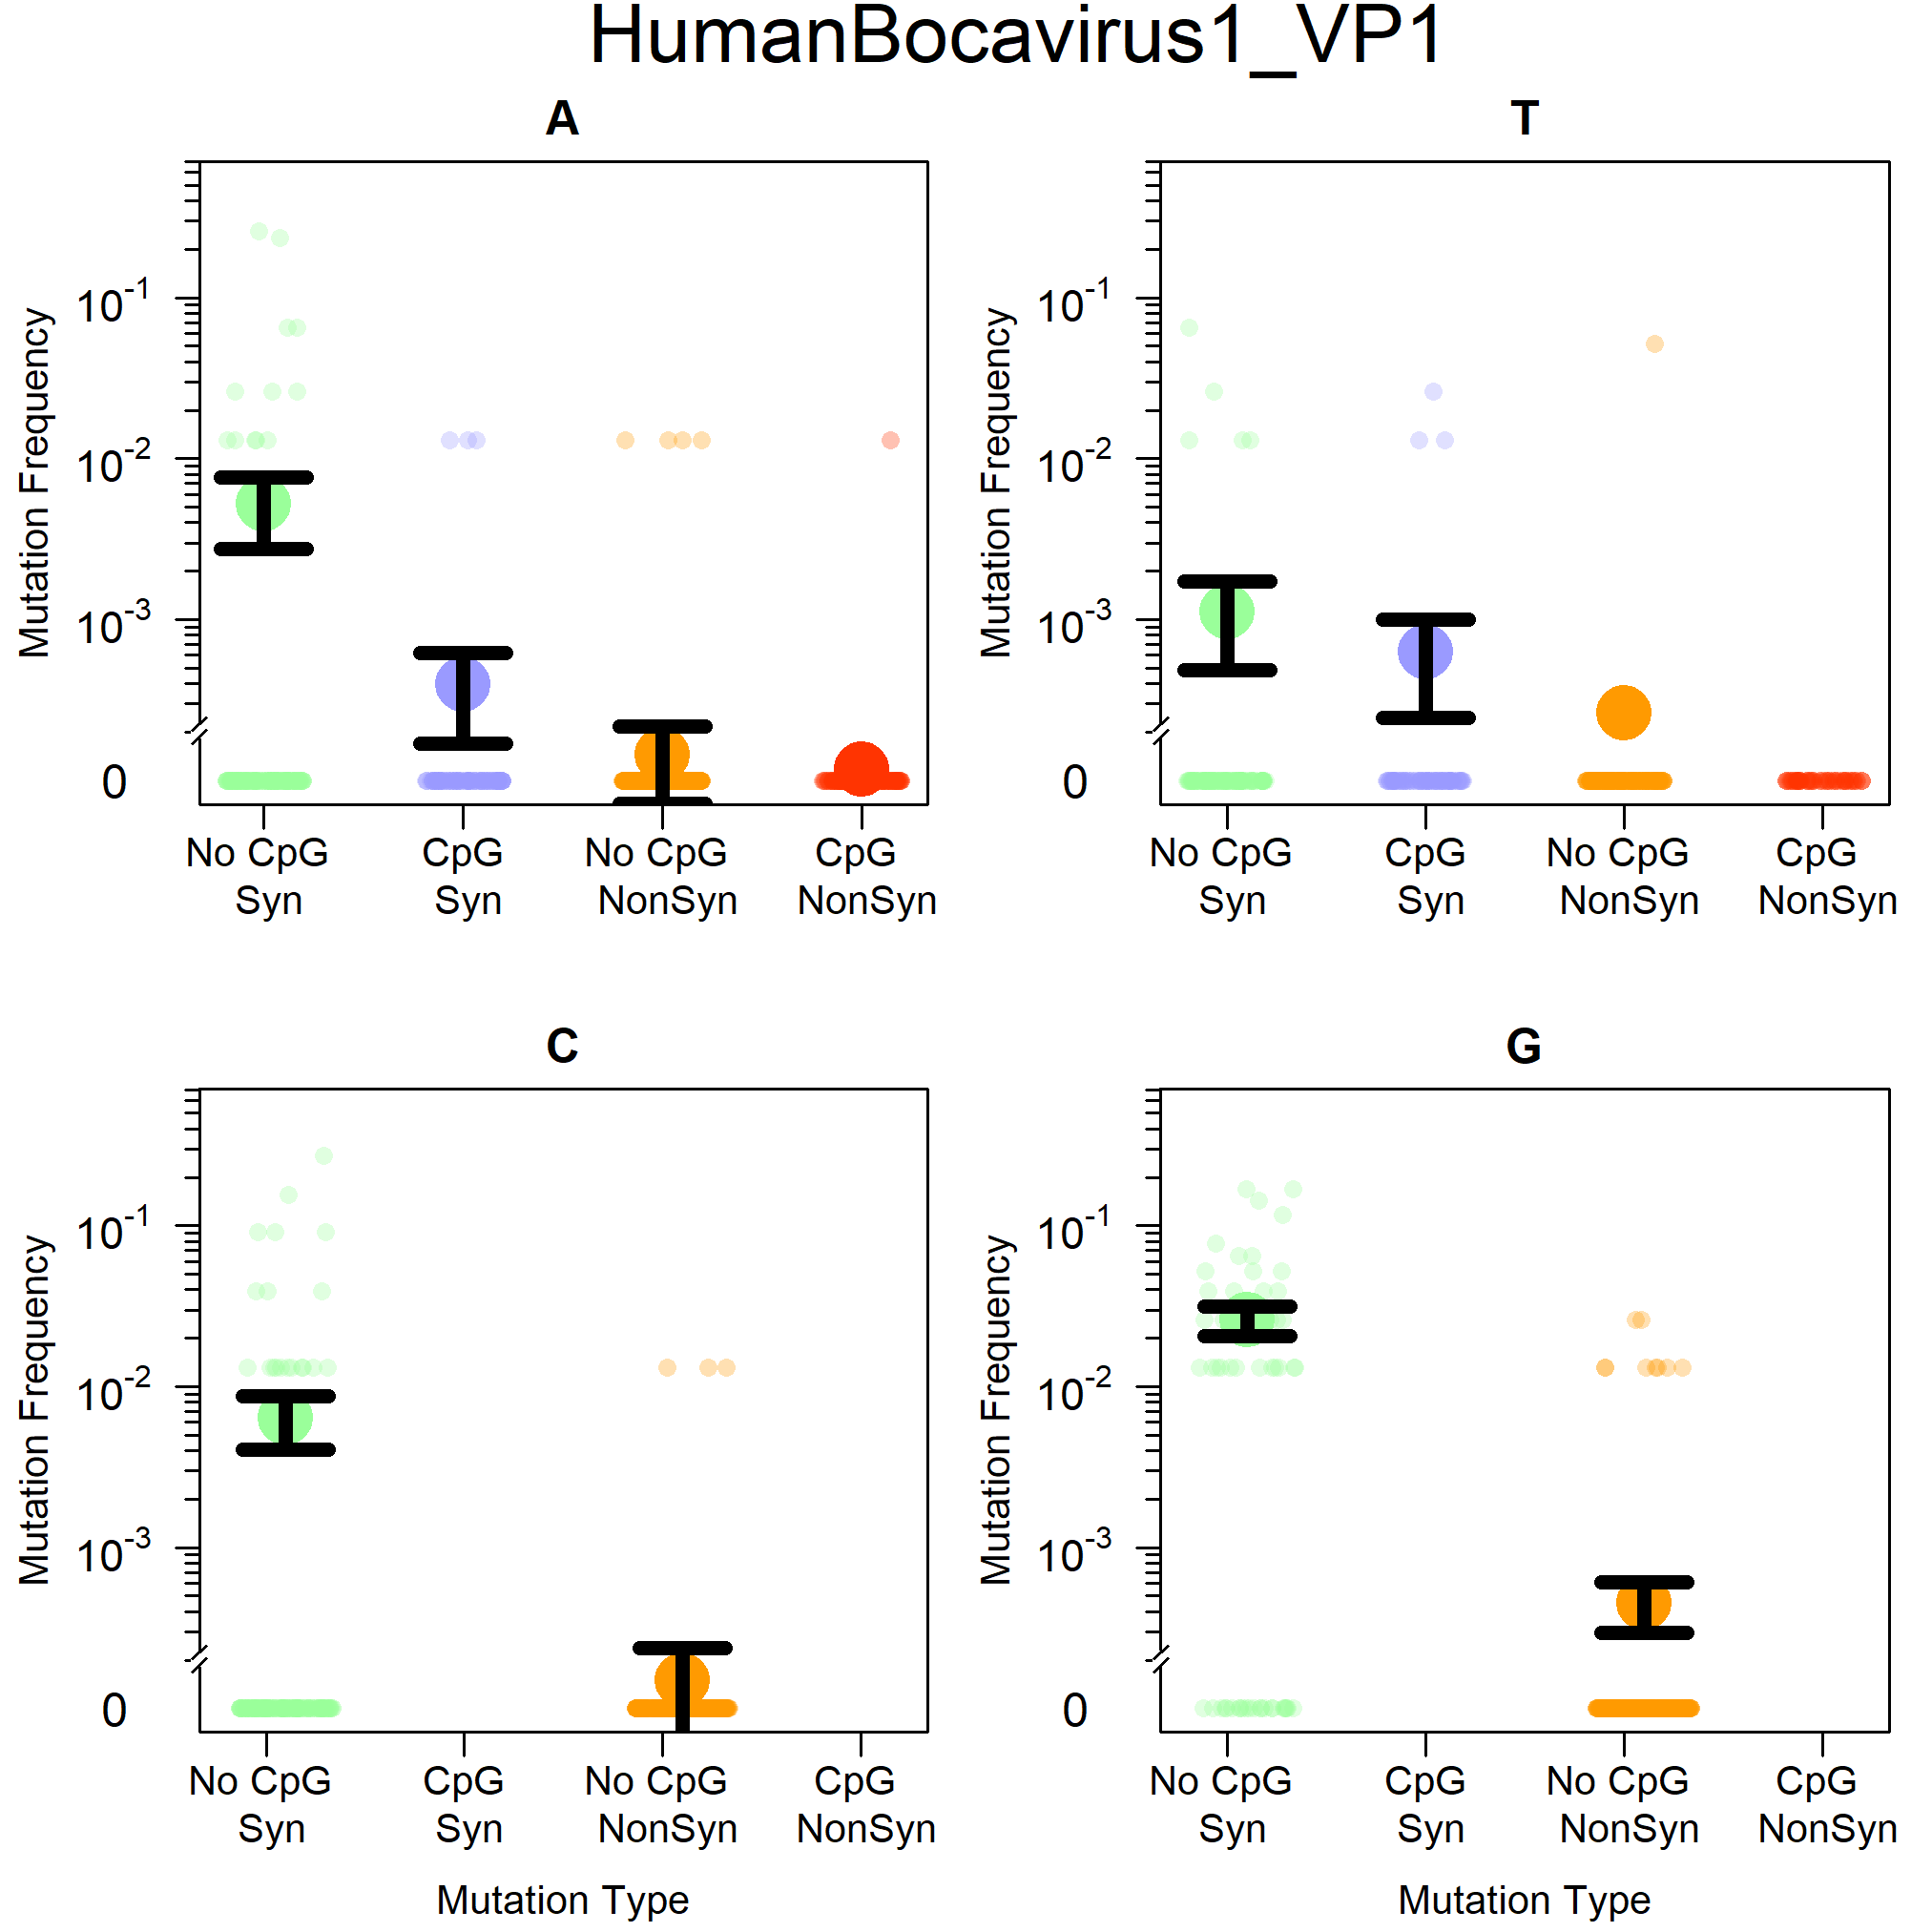 HumanBocavirus1_VP1
A
Mutation Frequency
10-1
10-2
10-3
0
No CpG
Syn
CpG
Syn
No CpG
NonSyn
CpG
NonSyn
T
Mutation Frequency
10-1
10-2
10-3
0
No CpG
Syn
CpG
Syn
No CpG
NonSyn
CpG
NonSyn
C
Mutation Frequency
10-1
10-2
10-3
0
No CpG
Syn
CpG
Syn
No CpG
NonSyn
CpG
NonSyn
Mutation Type
G
Mutation Frequency
10-1
10-2
10-3
0
No CpG
Syn
CpG
Syn
No CpG
NonSyn
CpG
NonSyn
Mutation Type